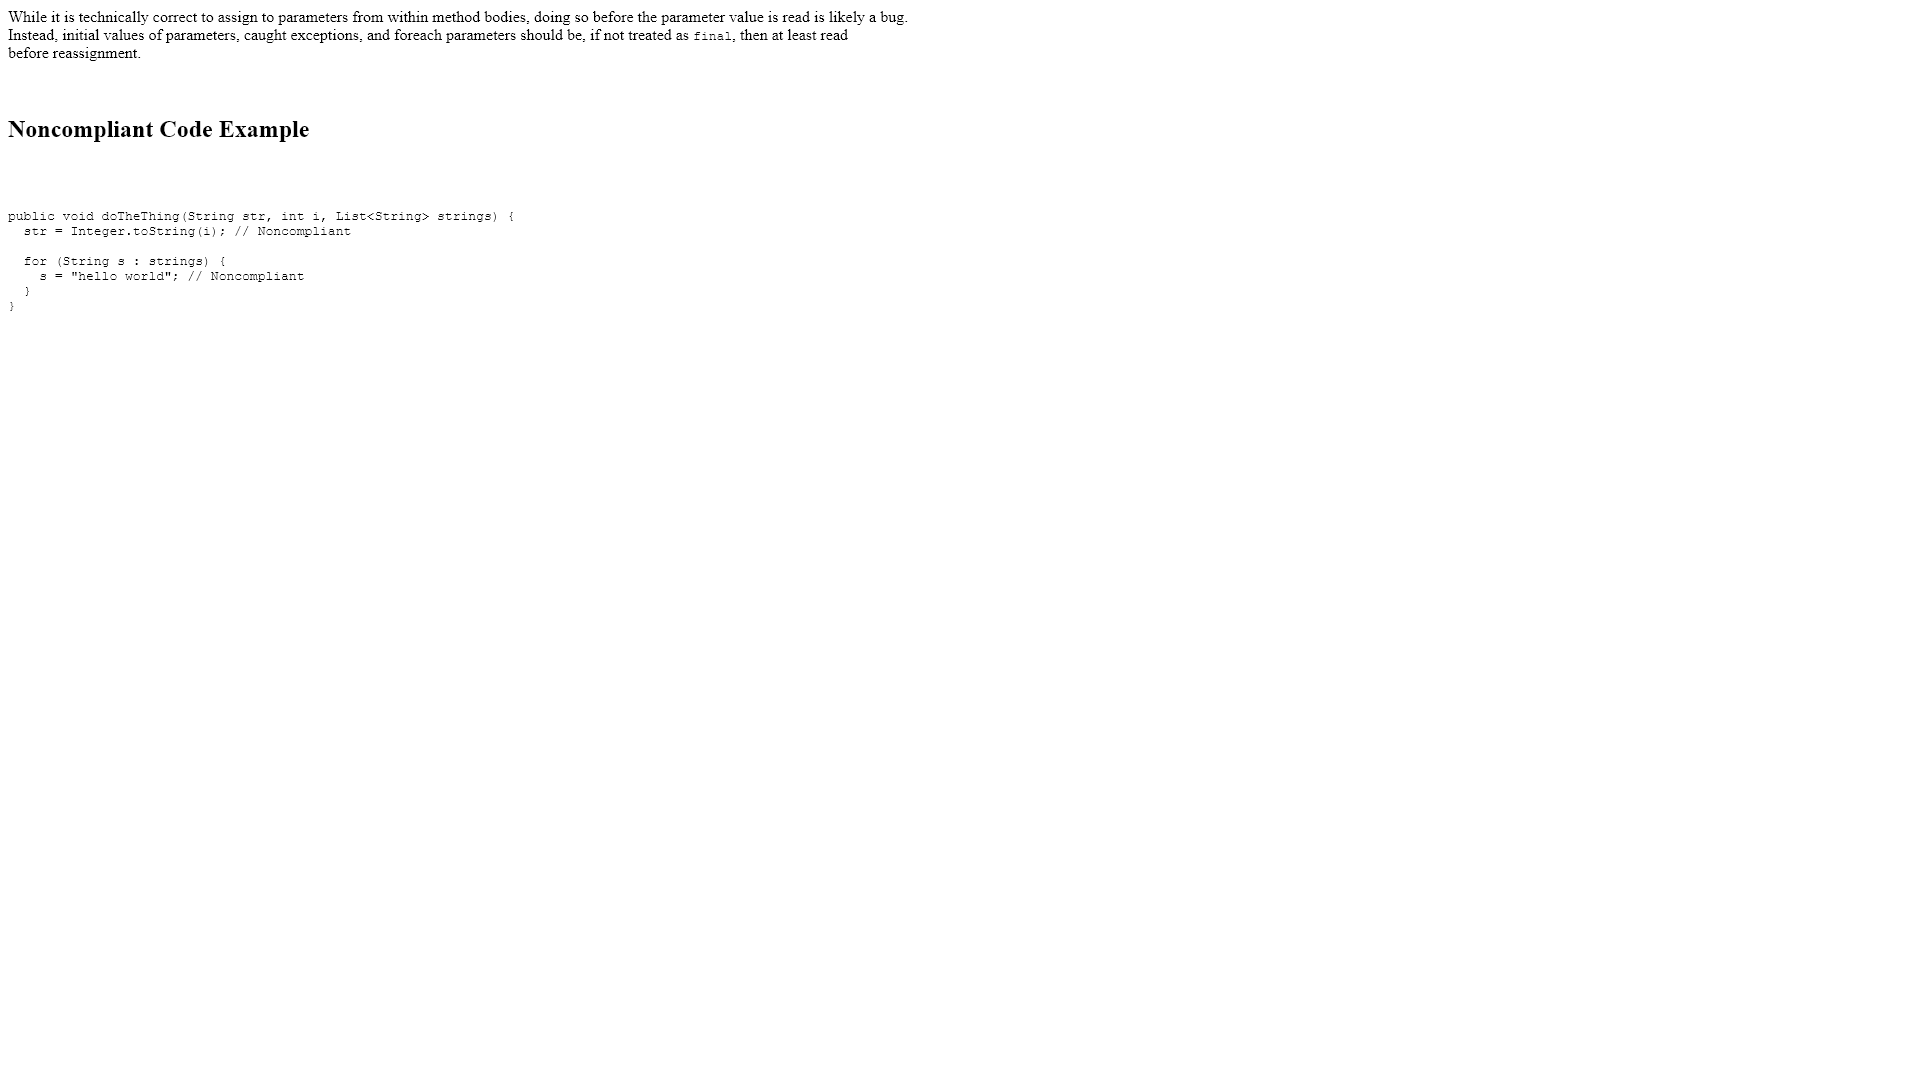 While it is technically correct to assign to parameters from within method bodies, doing so before the parameter value is read is likely a bug.
Instead, initial values of parameters, caught exceptions, and foreach parameters should be, if not treated as final, then at least read
before reassignment.
Noncompliant Code Example
public void doTheThing(String str, int i, List<String> strings) {
  str = Integer.toString(i); // Noncompliant
  for (String s : strings) {
    s = "hello world"; // Noncompliant
  }
}